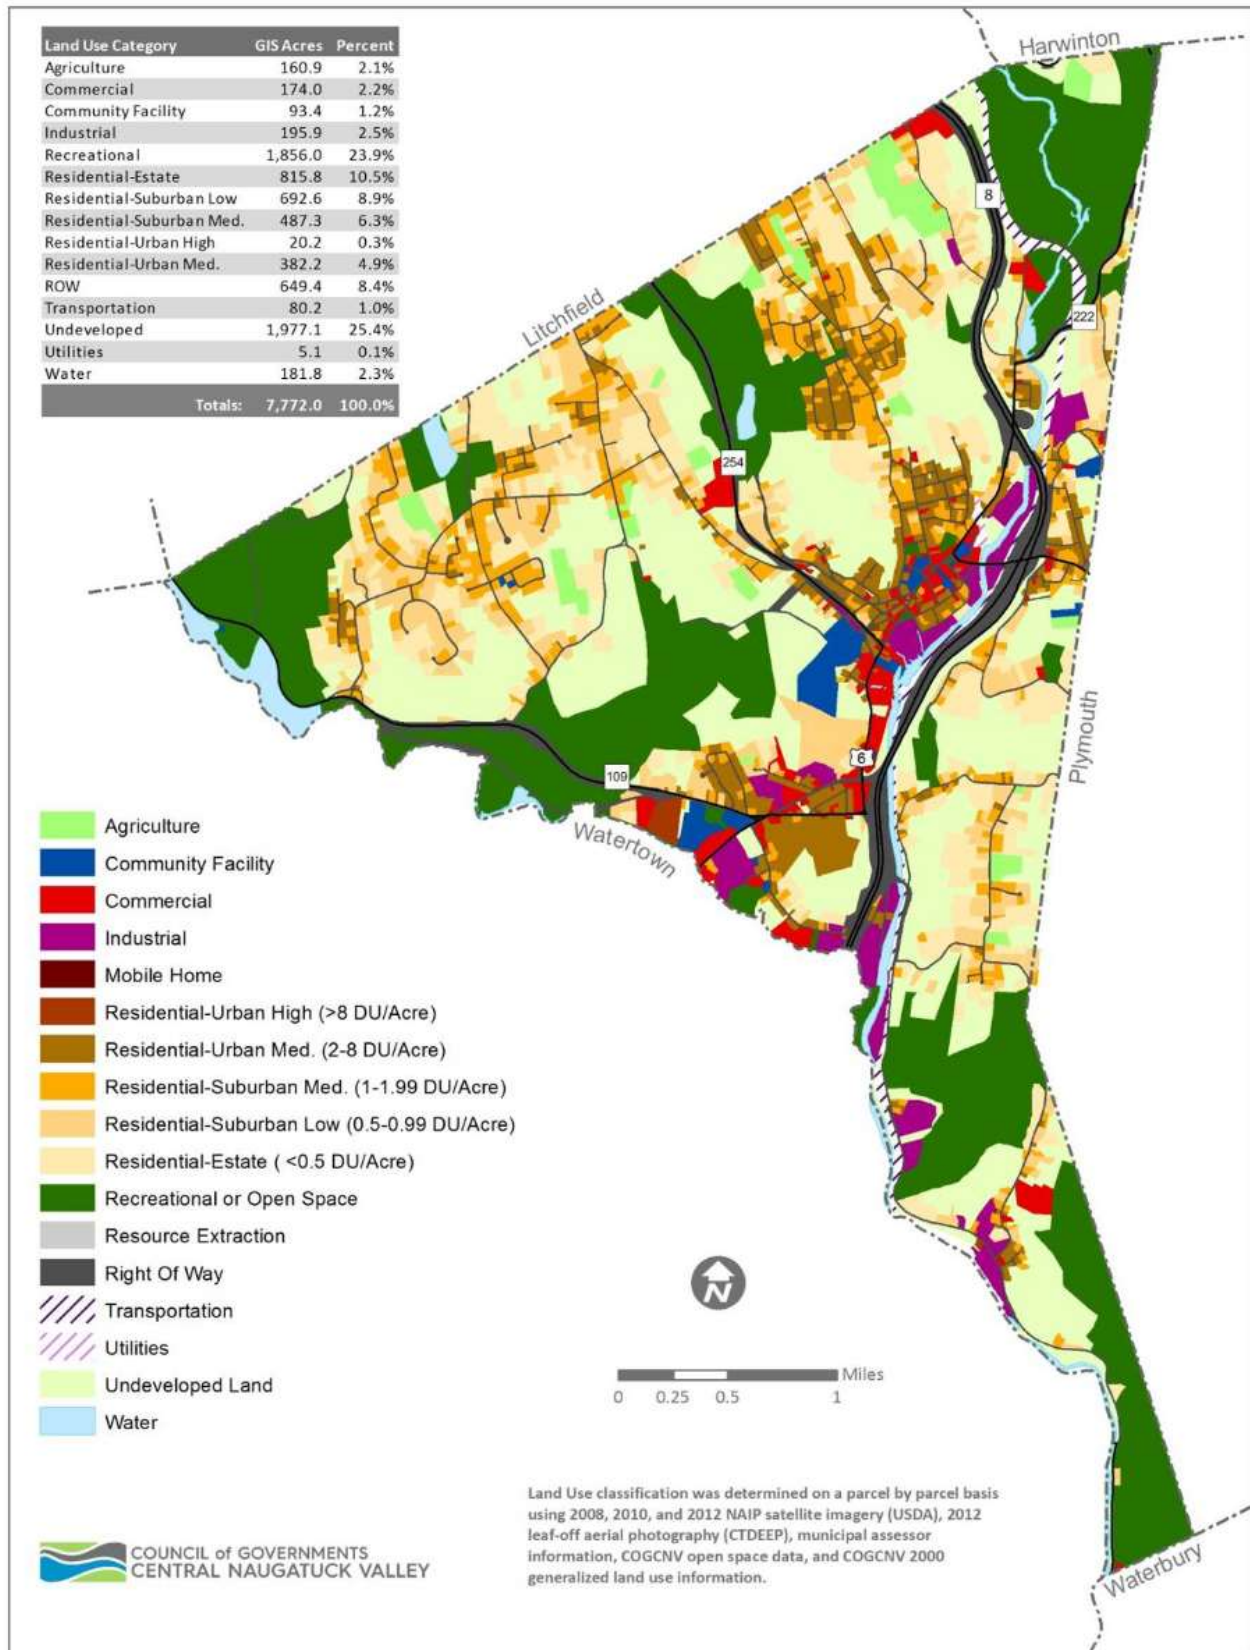 Land Use Category GIS Acres Percent
Agriculture 160.9 2.1%
Commercial 174.0 2.2%
Community Facility 93.4 1.2%
Industrial 195.9 2.5%
Recreational 1,856.0 23.9%
Residential-Estate 815.8 10.5%
Residential-Suburban Low 692.6 8.9%
Residential-Suburban Med. 487.3 6.3%
Residential-Urban High 20.2 0.3%
Residential-Urban Med. 382.2 4.9%
ROW 649.4 8.4%
Transportation 80.2 1.0%
Undeveloped 1,977.1 25.4%
Utilities 5.1 0.1%
Water 181.8 2.3%
Totals: 7,772.0 100.0%
Harwinton
8
Litchfield
222
254
Plymouth
6
109
Watertown
Agriculture
Community Facility
Commercial
Industrial
Mobile Home
Residential-Urban High (>8 DU/Acre)
Residential-Urban Med. (2-8 DU/Acre)
Residential-Suburban Med. (1-1.99 DU/Acre)
Residential-Suburban Low (0.5-0.99 DU/Acre)
Residential-Estate ( <0.5 DU/Acre)
Recreational or Open Space
Resource Extraction
Right Of Way
Transportation
Utilities
Undeveloped Land
Water
N
Miles
0 0.25 0.5 1
Land Use classification was determined on a parcel by parcel basis
using 2008, 2010, and 2012 NAIP satellite imagery (USDA), 2012
leaf-off aerial photography (CTDEEP), municipal assessor
information, COGCNV open space data, and COGCNV 2000
generalized land use information.
Waterbury
COUNCIL of GOVERNMENTS
CENTRAL NAUGATUCK VALLEY